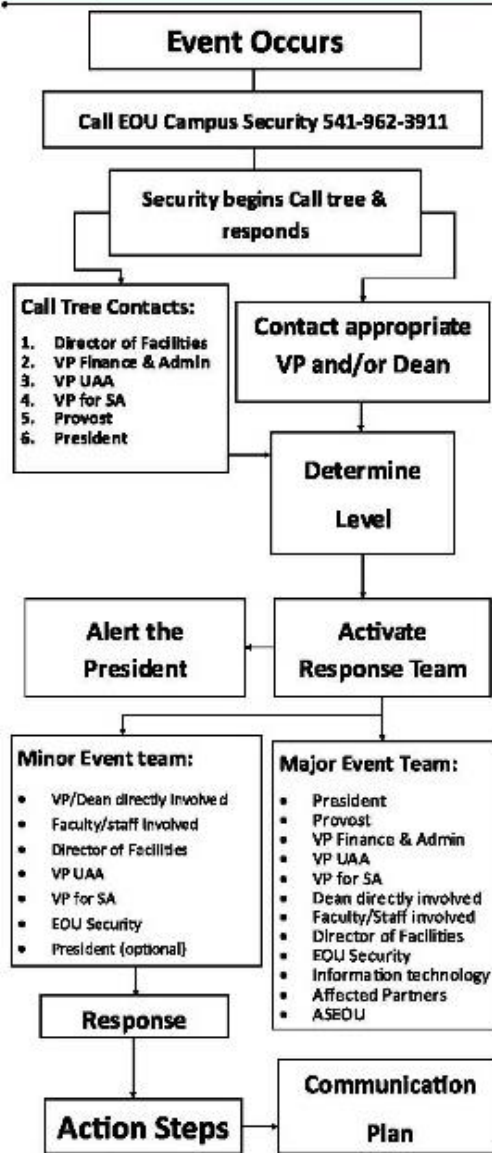 Event Occurs
Call EOU Campus Security 541-962-3911
Security begins Call tree &
responds
Call Tree Contacts:
1. Director of Facilities
2. VP Finance & Admin
3. VP UAA
4. VP for SA
5. Provost
6. President
Contact appropriate
VP and/or Dean
Determine
Level
Alert the
President
Activate
Response Team
Minor Event team:
• VP/Dean directly involved
• Faculty/staff involved
• Director of Facilities
• VP UAA
• VP for SA
• EOU Security
• President (optional)
Major Event Team:
• President
• Provost
• VP Finance & Admin
• VP UAA
• VP for SA
• Dean directly involved
• Faculty/Staff involved
• Director of Facilities
• EOU Security
• Information technology
• Affected Partners
• ASEOU
Response
Action Steps
Communication
Plan